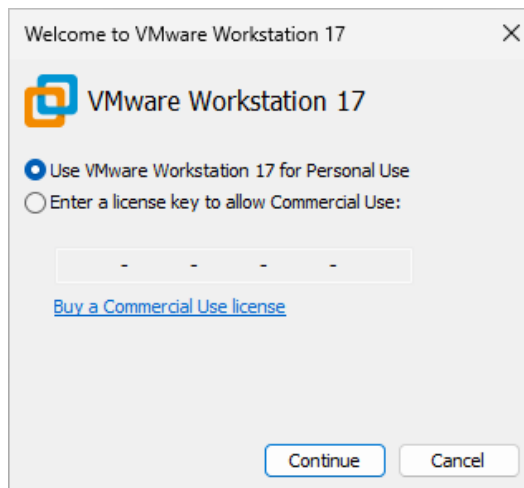 Welcome to VMware Workstation 17
VMware Workstation 17
Use VMware Workstation 17 for Personal Use
Enter a license key to allow Commercial Use:
- - - -
Buy a Commercial Use license
Continue Cancel